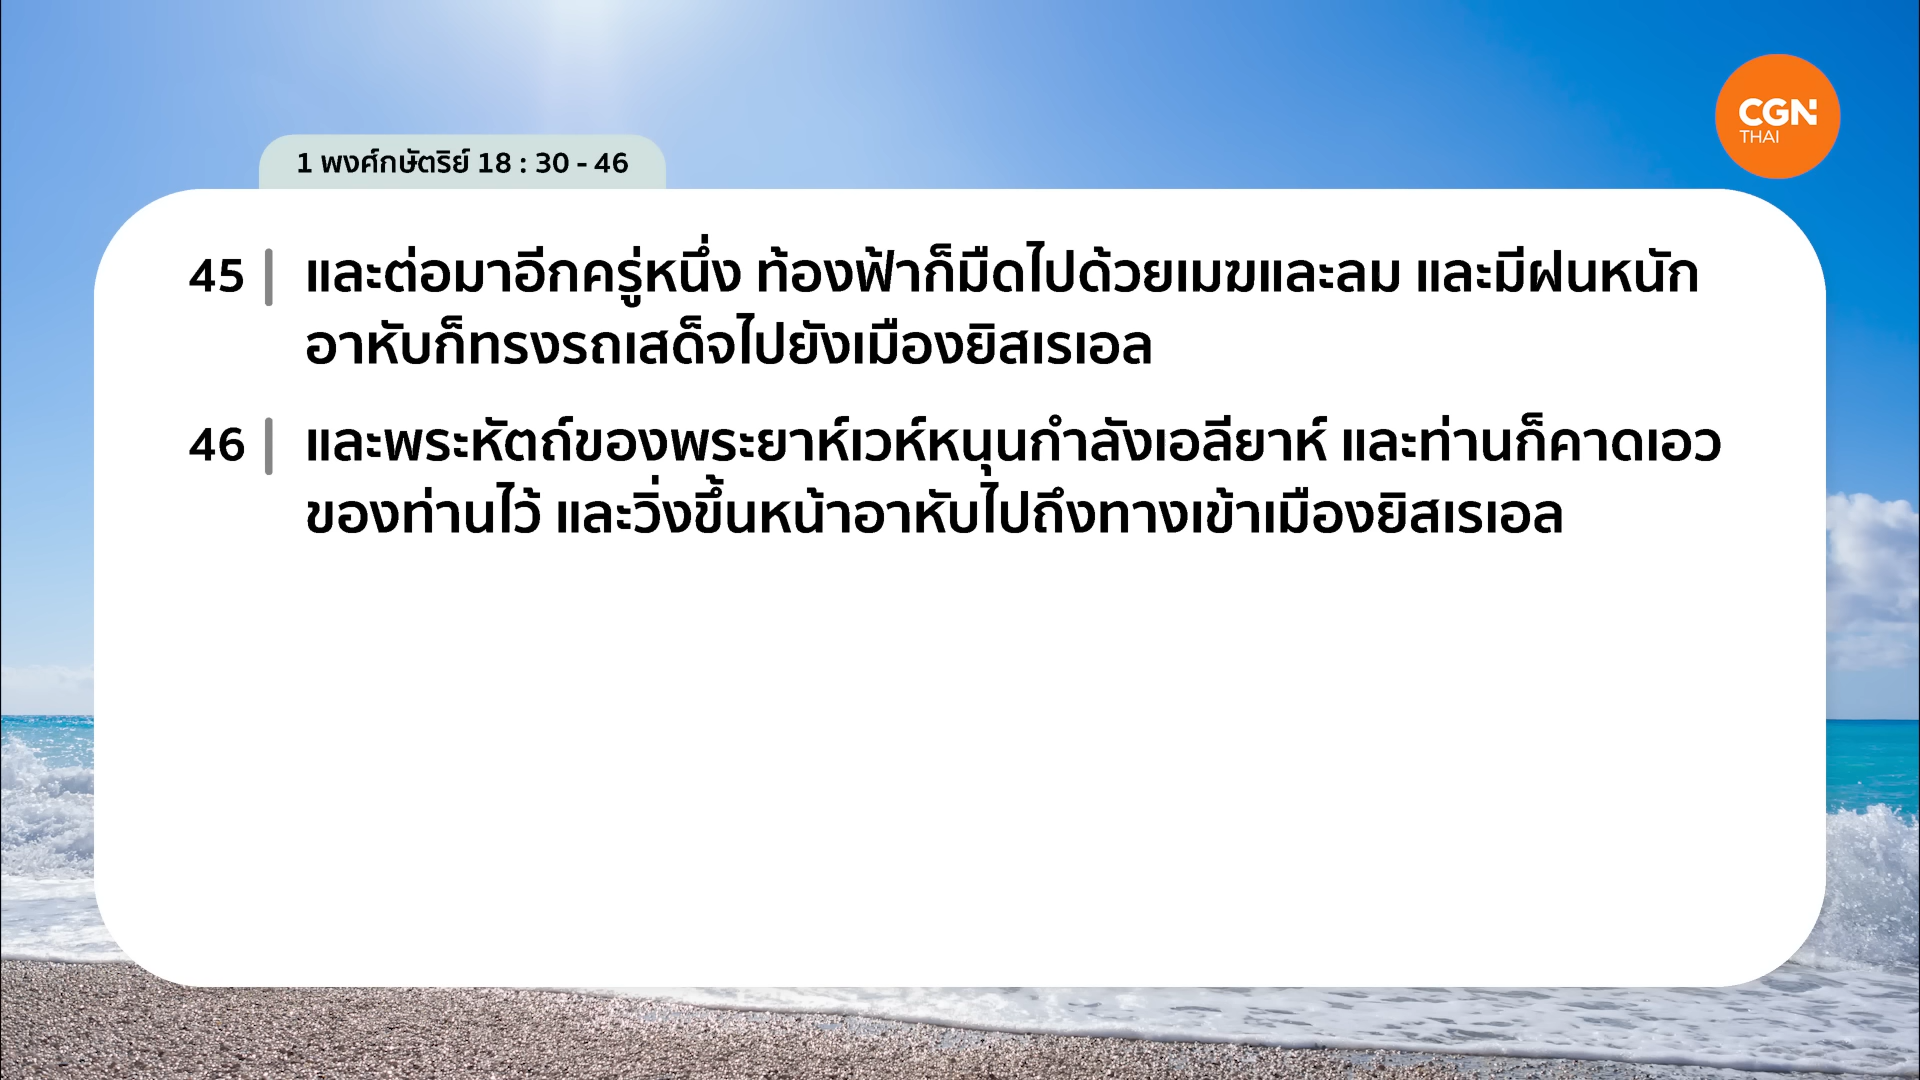 CGN
THAI
1 พงศ์กษัตริย์ 18 : 30 - 46
45 และต่อมาอีกครู่หนึ่ง ท้องฟ้าก็มืดไปด้วยเมฆและลม และมีฝนหนัก
อาหับก็ทรงรถเสด็จไปยังเมืองยิสเรเอล
46 และพระหัตถ์ของพระยาห์เวห์หนุนกำลังเอลียาห์ และท่านก็คาดเอว
ของท่านไว้ และวิ่งขึ้นหน้าอาหับไปถึงทางเข้าเมืองยิสเรเอล